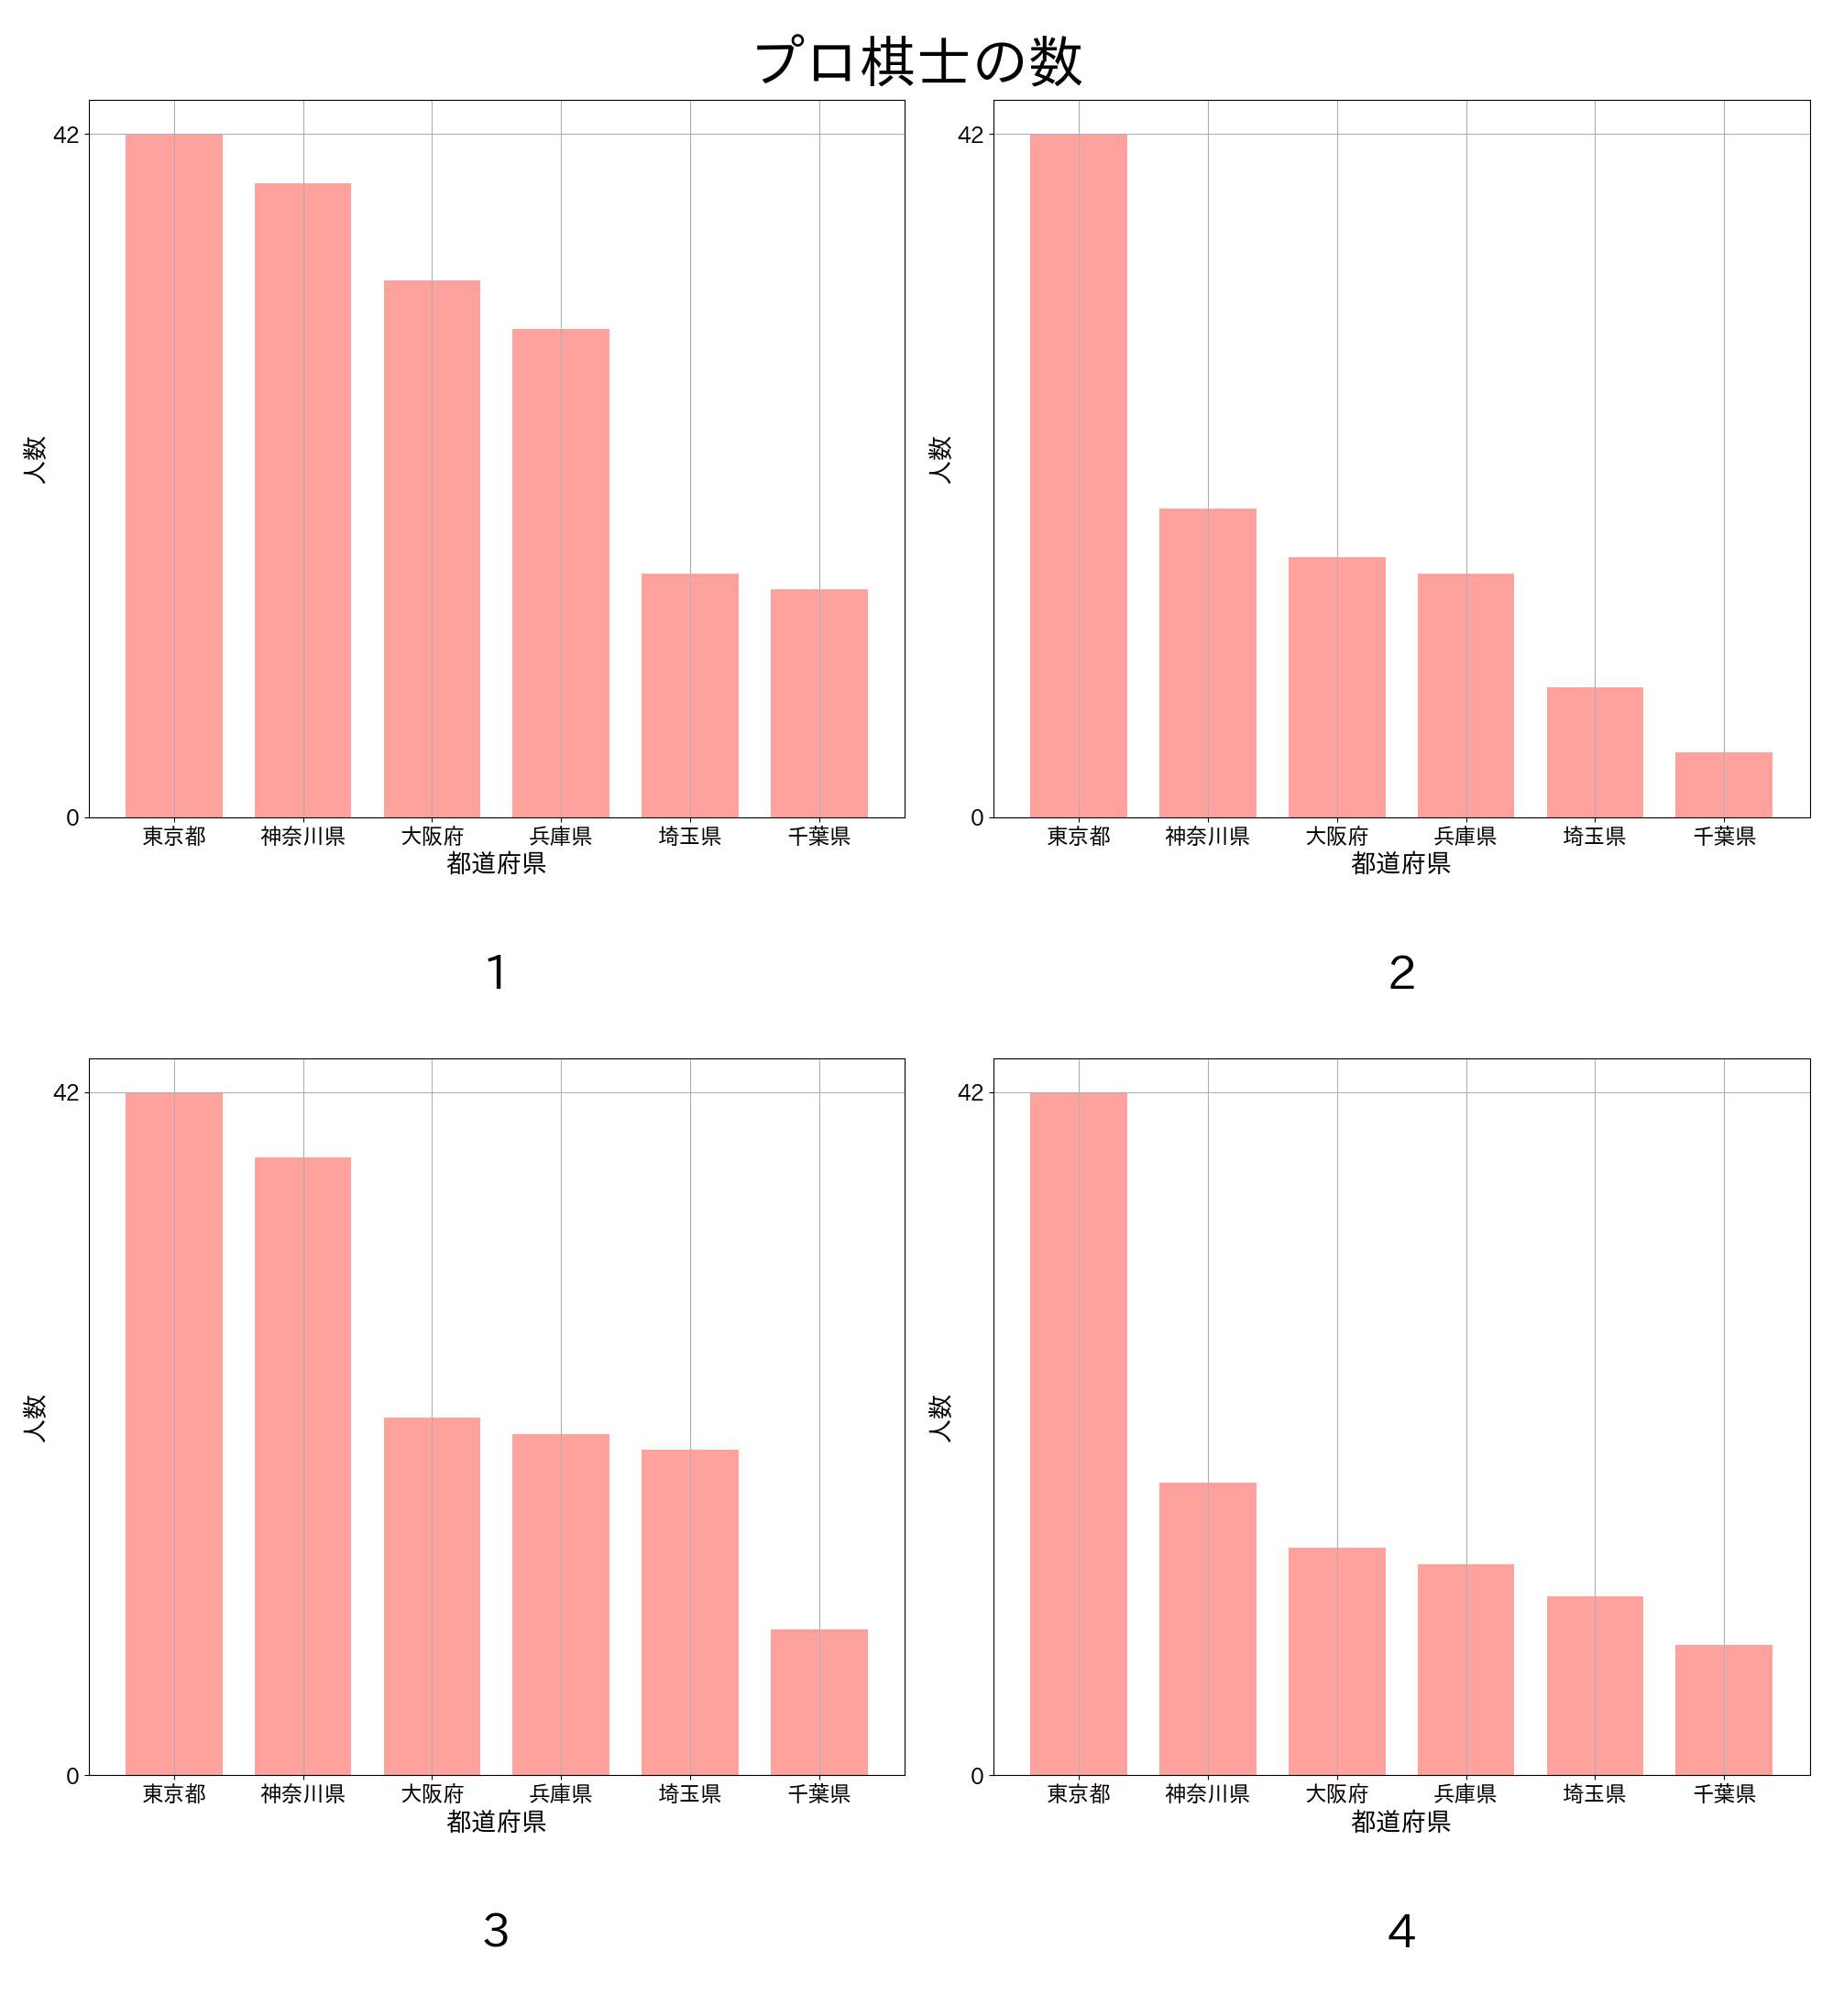 プロ棋士の数
42
0
人数
東京都 神奈川県 大阪府 兵庫県 埼玉県 千葉県
都道府県
1
42
0
人数
東京都 神奈川県 大阪府 兵庫県 埼玉県 千葉県
都道府県
2
42
0
人数
東京都 神奈川県 大阪府 兵庫県 埼玉県 千葉県
都道府県
3
42
0
人数
東京都 神奈川県 大阪府 兵庫県 埼玉県 千葉県
都道府県
4